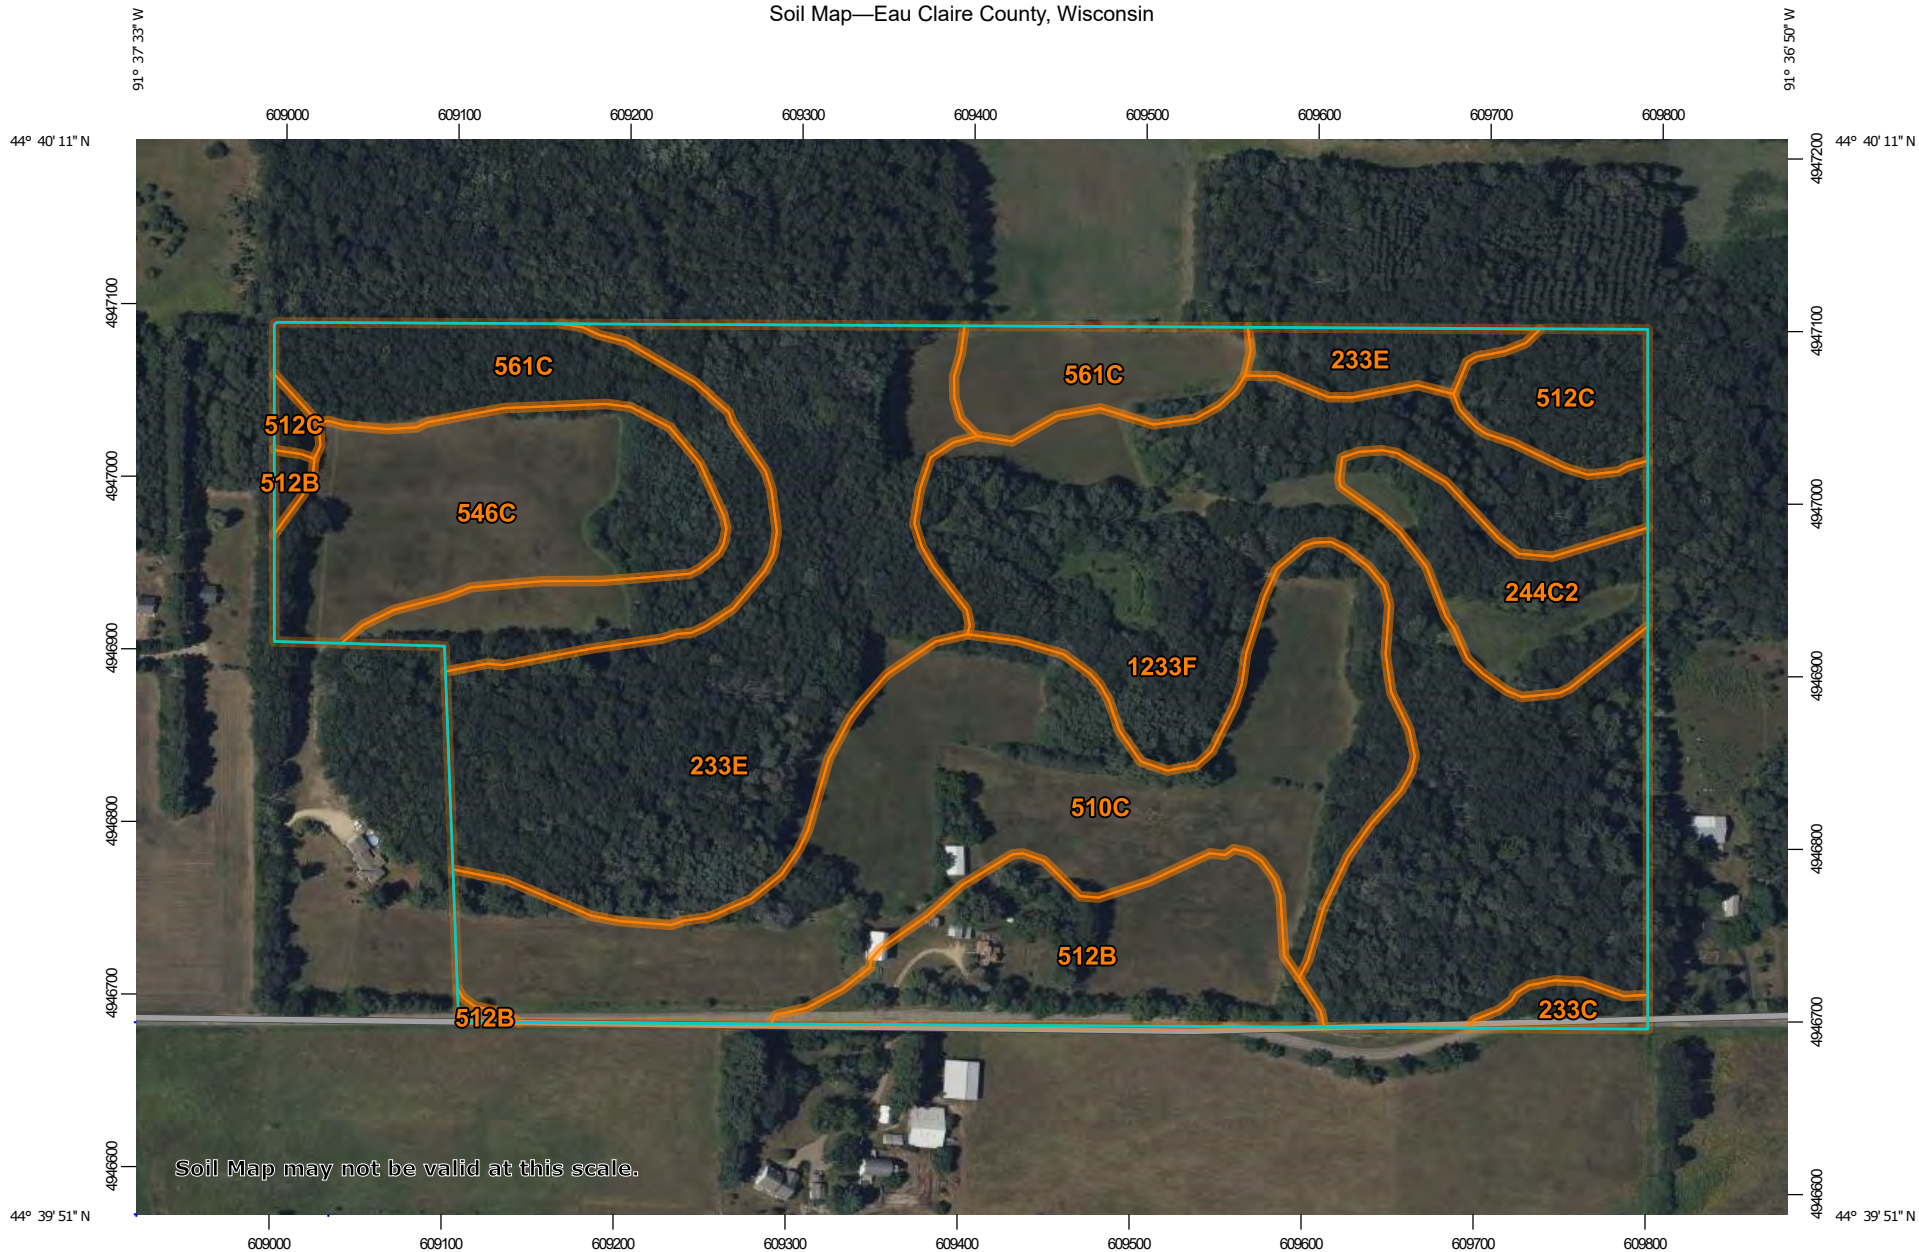 Soil Map—Eau Claire County, Wisconsin
91° 37' 33'' W
91° 36' 50'' W
609000 609100 609200 609300 609400 609500 609600 609700 609800
44° 40' 11'' N
44° 40' 11'' N
4947200
4947100
4947100
561C
561C
233E
512C
512C
512B
546C
4947000
4947000
244C2
4946900
4946900
1233F
233E
510C
4946800
4946800
512B
4946700
4946700
512B
233C
Soil Map may not be valid at this scale.
4946600
4946600
44° 39' 51'' N
44° 39' 51'' N
609000 609100 609200 609300 609400 609500 609600 609700 609800